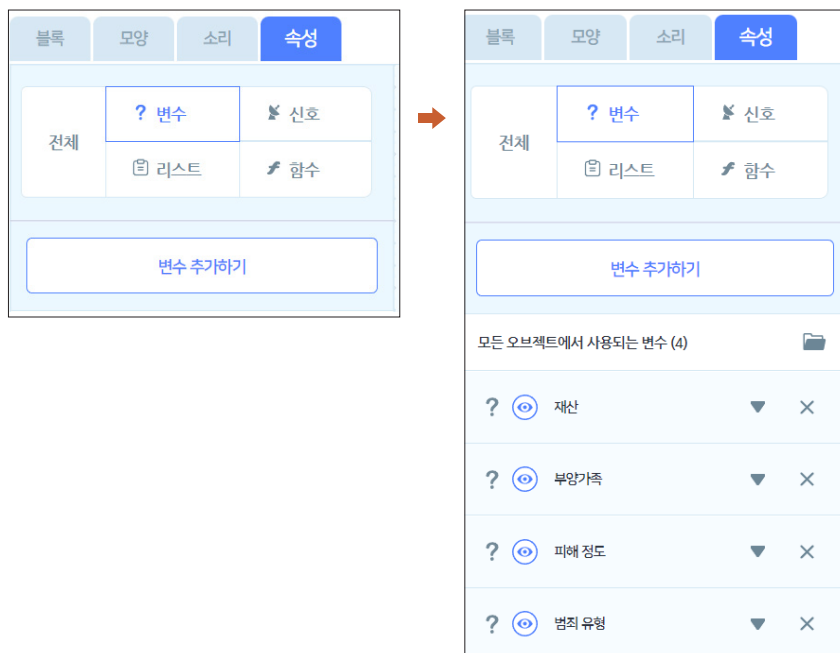 블록 모양 소리 속성
전체
? 변수 신호
리스트 함수
변수 추가하기
블록 모양 소리 속성
전체
? 변수 신호
리스트 함수
변수 추가하기
모든 오브젝트에서 사용되는 변수 (4)
? 재산
? 부양가족
? 피해 정도
? 범죄 유형